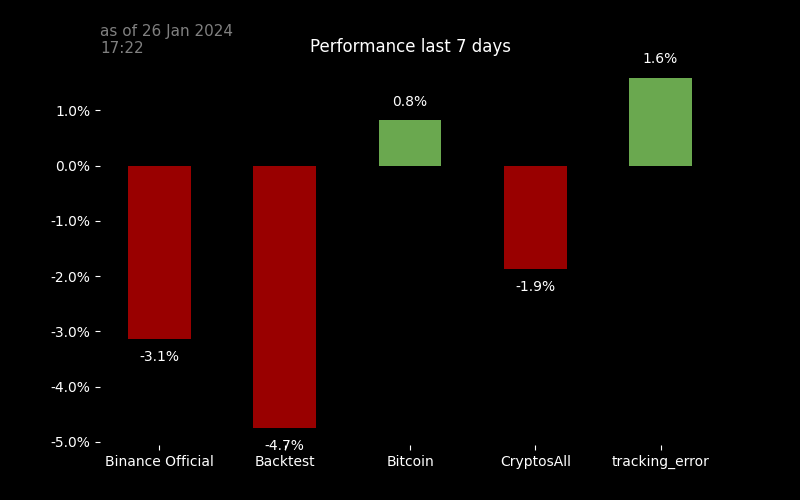 as of 26 Jan 2024
17:22
Performance last 7 days
1.6%
0.8%
1.0%
0.0%
-1.0%
-2.0%
-1.9%
-3.0%
-3.1%
-4.0%
-5.0%
-4.7%
Binance Official
Backtest
Bitcoin
CryptosAll
tracking_error